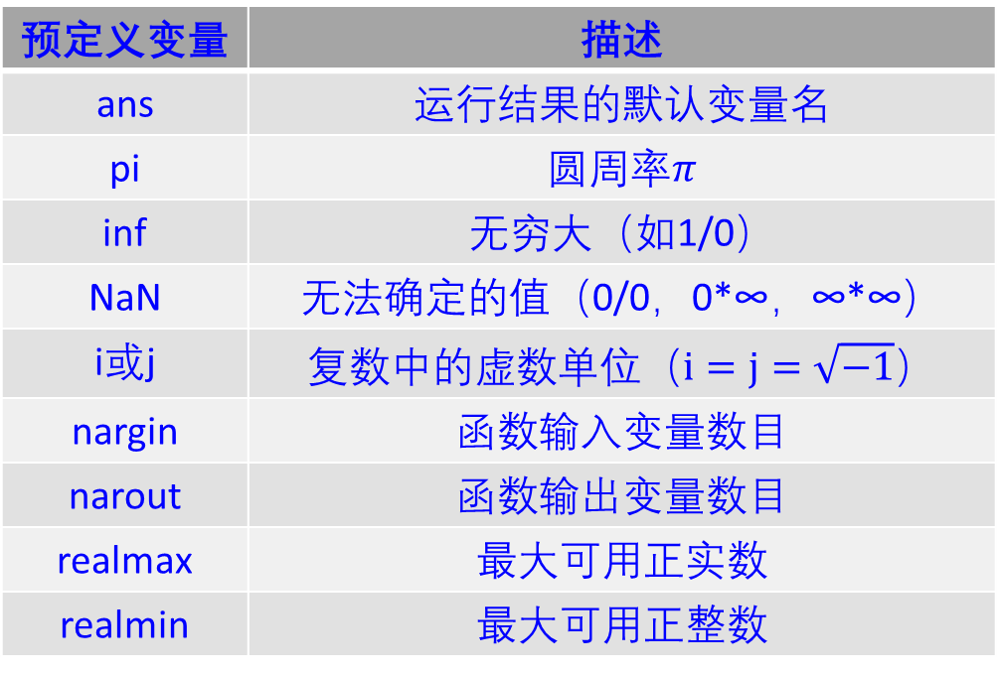 预定义变量 描述
ans 运行结果的默认变量名
pi 圆周率π
inf 无穷大（如1/0）
NaN 无法确定的值（0/0，0*∞，∞*∞）
i或j 复数中的虚数单位（i = j = √−1）
nargin 函数输入变量数目
narout 函数输出变量数目
realmax 最大可用正实数
realmin 最大可用正整数